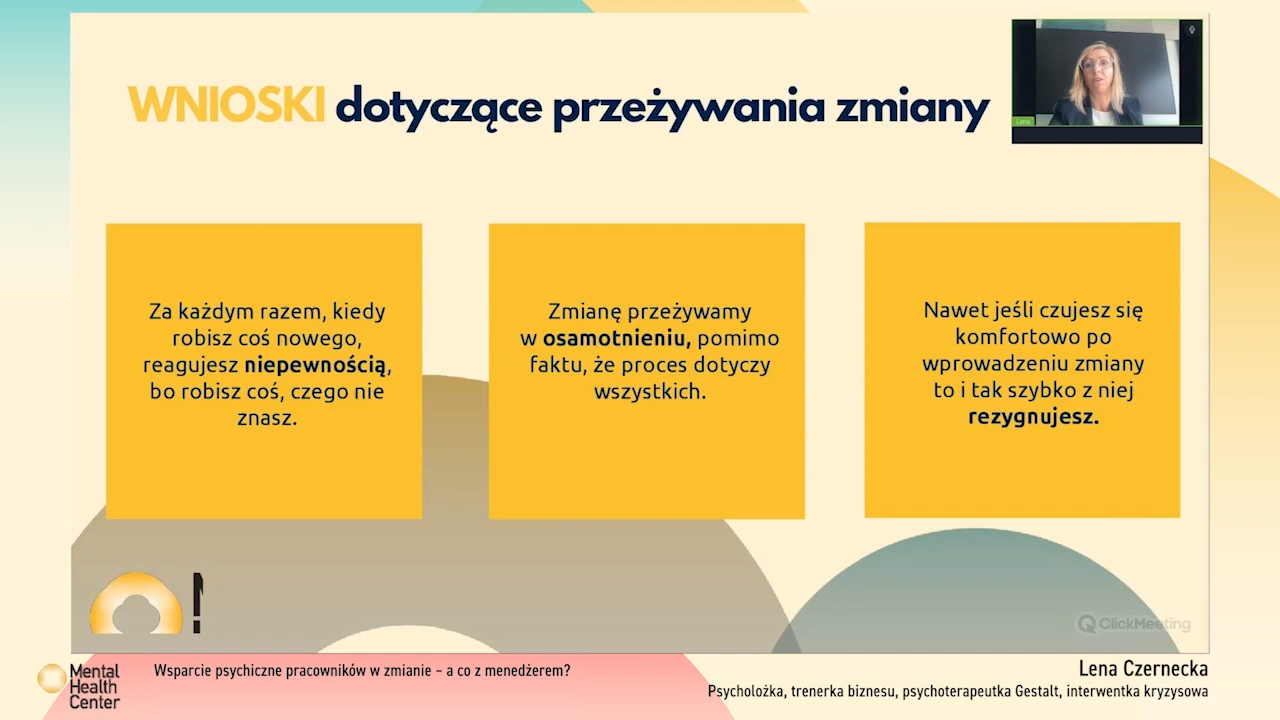 WNIOSKI dotyczące przeżywania zmiany
Lena
Za każdym razem, kiedy
robisz coś nowego,
reagujesz niepewnością,
bo robisz coś, czego nie
znasz.
Zmianę przeżywamy
w osamotnieniu, pomimo
faktu, że proces dotyczy
wszystkich.
Nawet jeśli czujesz się
komfortowo po
wprowadzeniu zmiany
to i tak szybko z niej
rezygnujesz.
ClickMeeting
Mental
Health
Center
Wsparcie psychiczne pracowników w zmianie – a co z menedżerem?
Lena Czernecka
Psycholożka, trenerka biznesu, psychoterapeutka Gestalt, interwentka kryzysowa